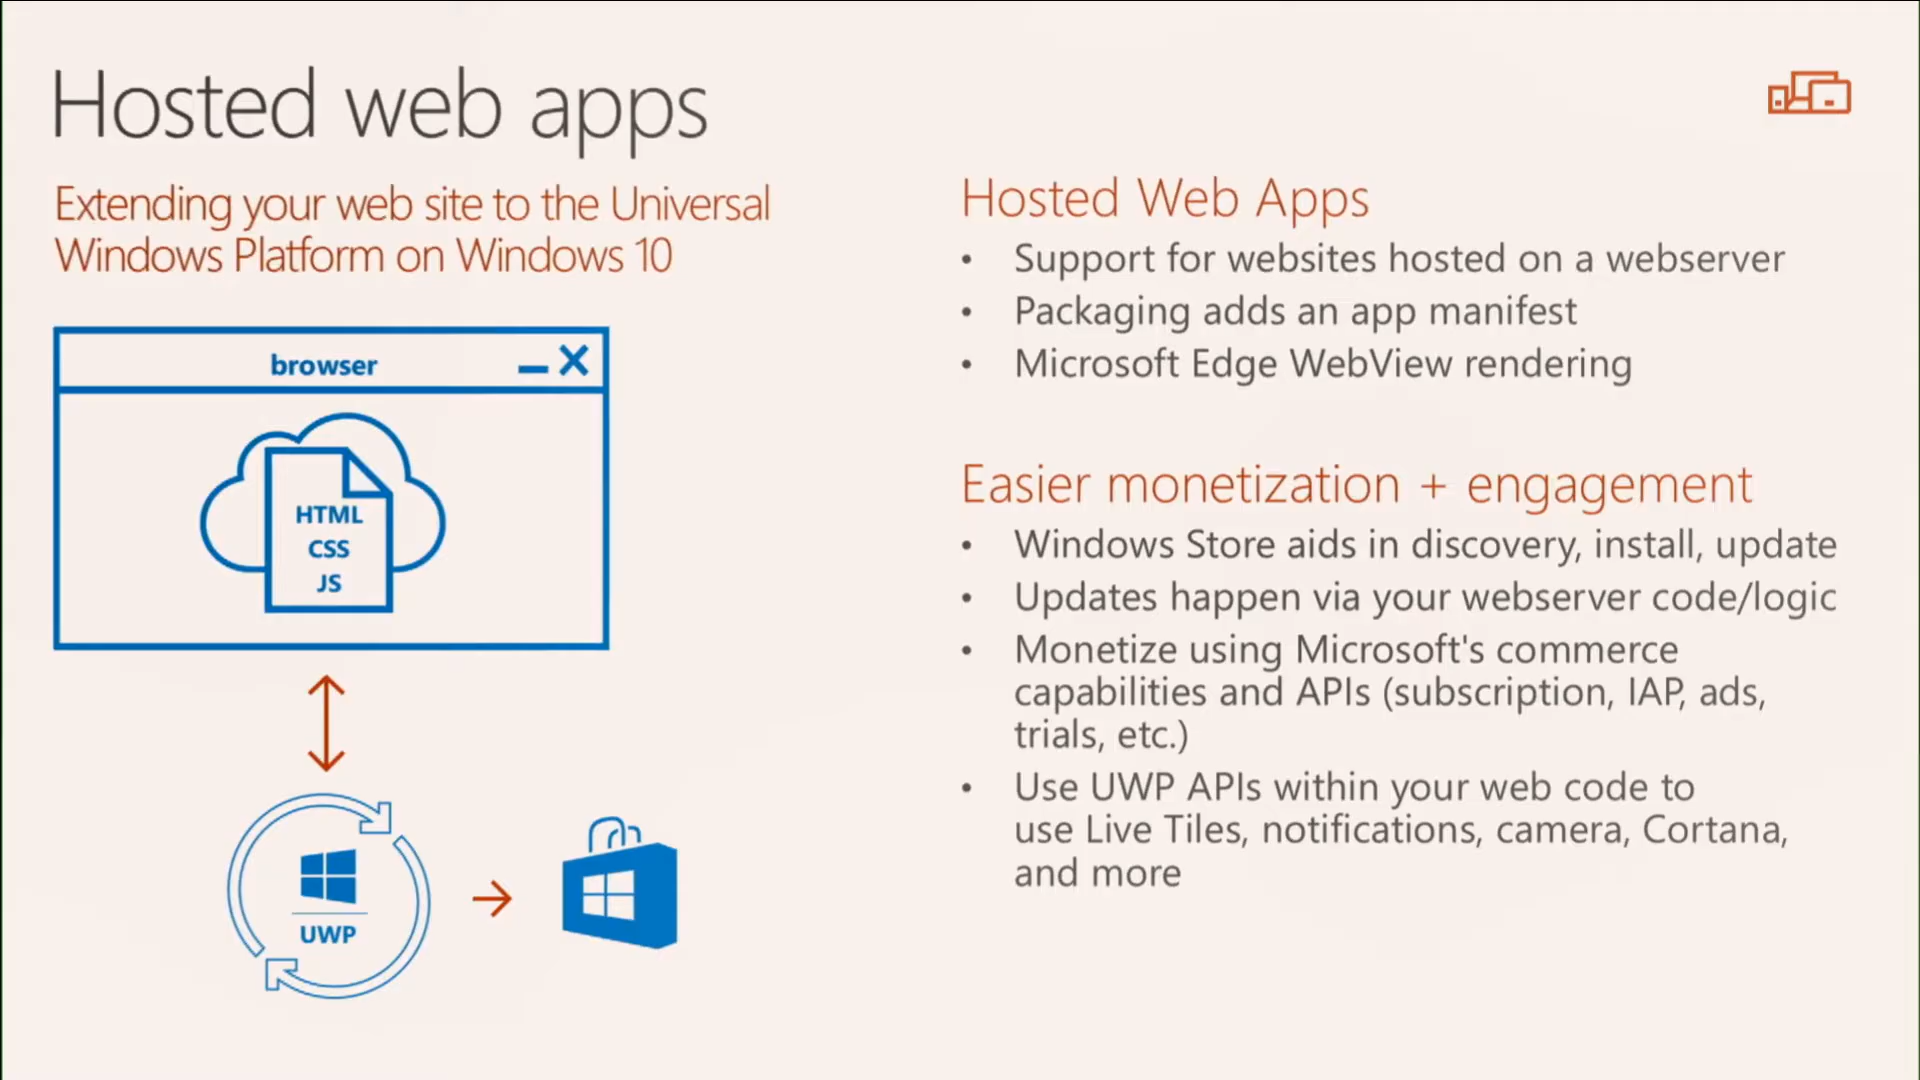 Hosted web apps
Extending your web site to the Universal
Windows Platform on Windows 10
browser
HTML
CSS
JS
UWP
Hosted Web Apps
• Support for websites hosted on a webserver
• Packaging adds an app manifest
• Microsoft Edge WebView rendering
Easier monetization + engagement
• Windows Store aids in discovery, install, update
• Updates happen via your webserver code/logic
• Monetize using Microsoft's commerce
capabilities and APIs (subscription, IAP, ads,
trials, etc.)
• Use UWP APIs within your web code to
use Live Tiles, notifications, camera, Cortana,
and more